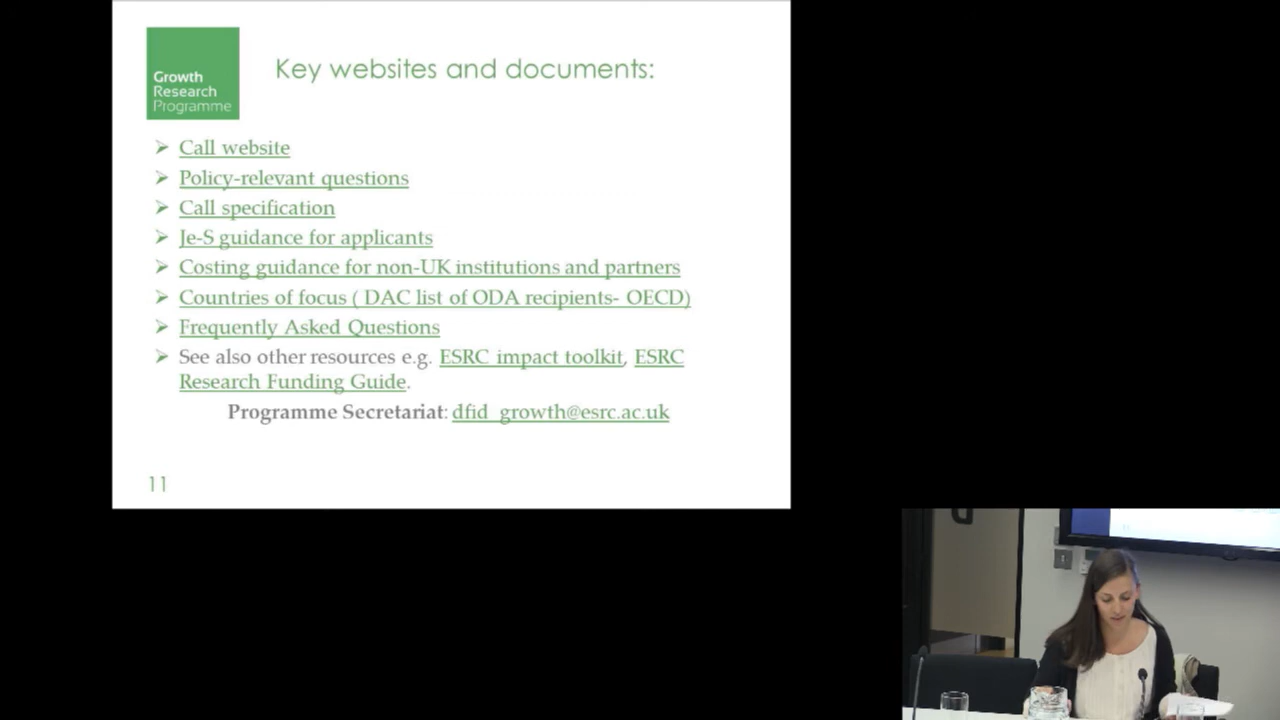 Growth
Research
Programme
Key websites and documents:
Call website
Policy-relevant questions
Call specification
Je-S guidance for applicants
Costing guidance for non-UK institutions and partners
Countries of focus ( DAC list of ODA recipients- OECD)
Frequently Asked Questions
See also other resources e.g. ESRC impact toolkit, ESRC
Research Funding Guide.
Programme Secretariat: dfid_growth@esrc.ac.uk
11